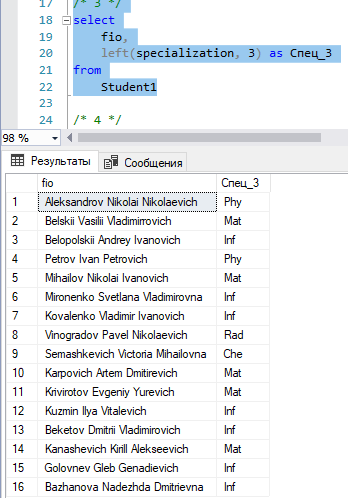 17 /* 3 */
18 select
19 fio,
20 left(specialization, 3) as Спец_3
21 from
22 Student1
23
24 /* 4 */
98 %
Результаты Сообщения
fio Спец_3
1 Aleksandrov Nikolai Nikolaevich Phy
2 Belskii Vasilii Vladimirrovich Mat
3 Belopolskii Andrey Ivanovich Inf
4 Petrov Ivan Petrovich Phy
5 Mihailov Nikolai Ivanovich Mat
6 Mironenko Svetlana Vladimirovna Inf
7 Kovalenko Vladimir Ivanovich Inf
8 Vinogradov Pavel Nikolaevich Rad
9 Semashkevich Victoria Mihailovna Che
10 Karpovich Artem Dmitirevich Mat
11 Krivirotov Evgeniy Yurevich Mat
12 Kuzmin Ilya Vitalevich Inf
13 Beketov Dmitrii Vladimirovich Inf
14 Kanashevich Kirill Alekseevich Mat
15 Golovnev Gleb Genadievich Inf
16 Bazhanova Nadezhda Dmitrievna Inf